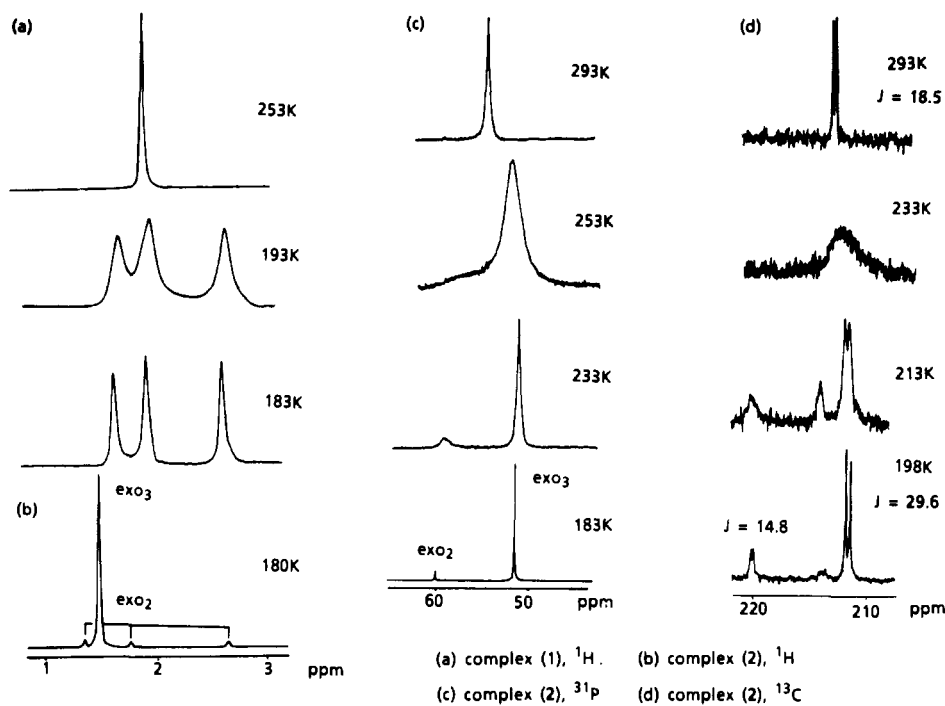 (a)
253K
193K
183K
(b)
exo₃
180K
exo₂
1 2 3 ppm
(c)
293K
253K
233K
exo₃
183K
exo₂
60 50 ppm
(d)
293K
J = 18.5
233K
213K
198K
J = 29.6
J = 14.8
220 210 ppm
(a) complex (1), ¹H. (b) complex (2), ¹H
(c) complex (2), ³¹P (d) complex (2), ¹³C